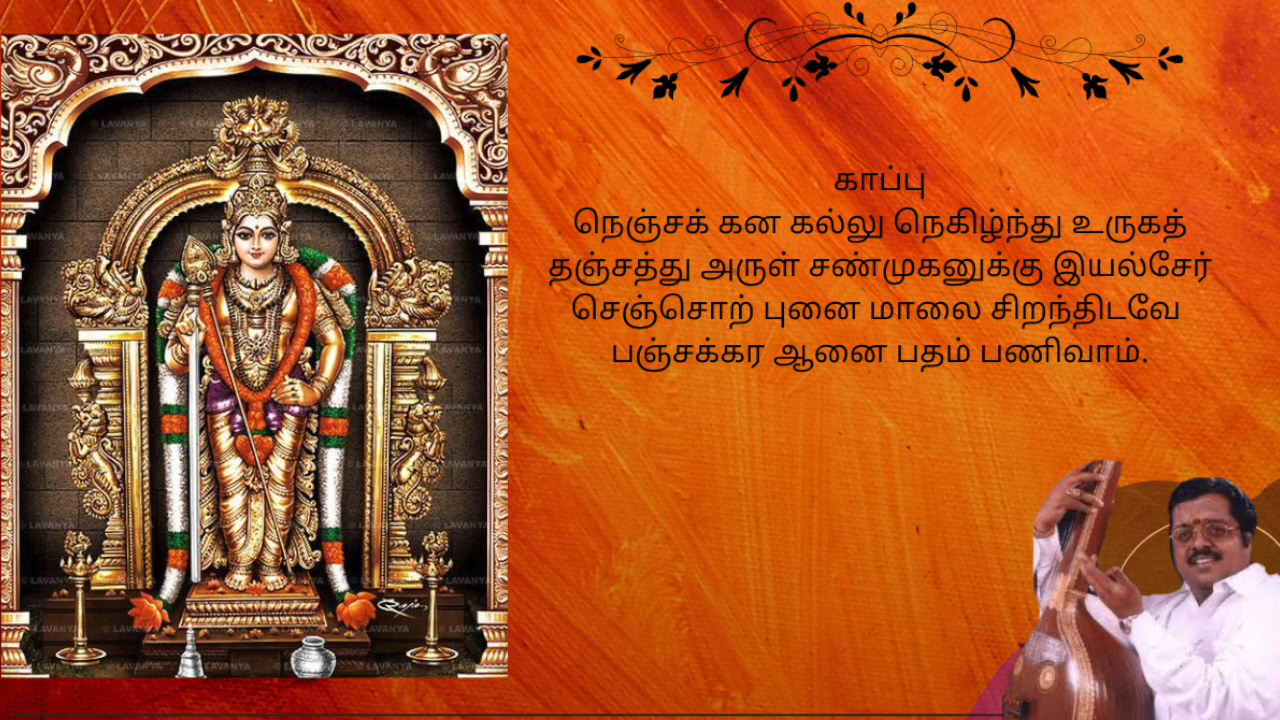 காப்பு
நெஞ்சக் கன கல்லு நெகிழ்ந்து உருகத்
தஞ்சத்து அருள் சண்முகனுக்கு இயல்சேர்
செஞ்சொற் புனை மாலை சிறந்திடவே
பஞ்சக்கர ஆனை பதம் பணிவாம்.
© LAVANYA